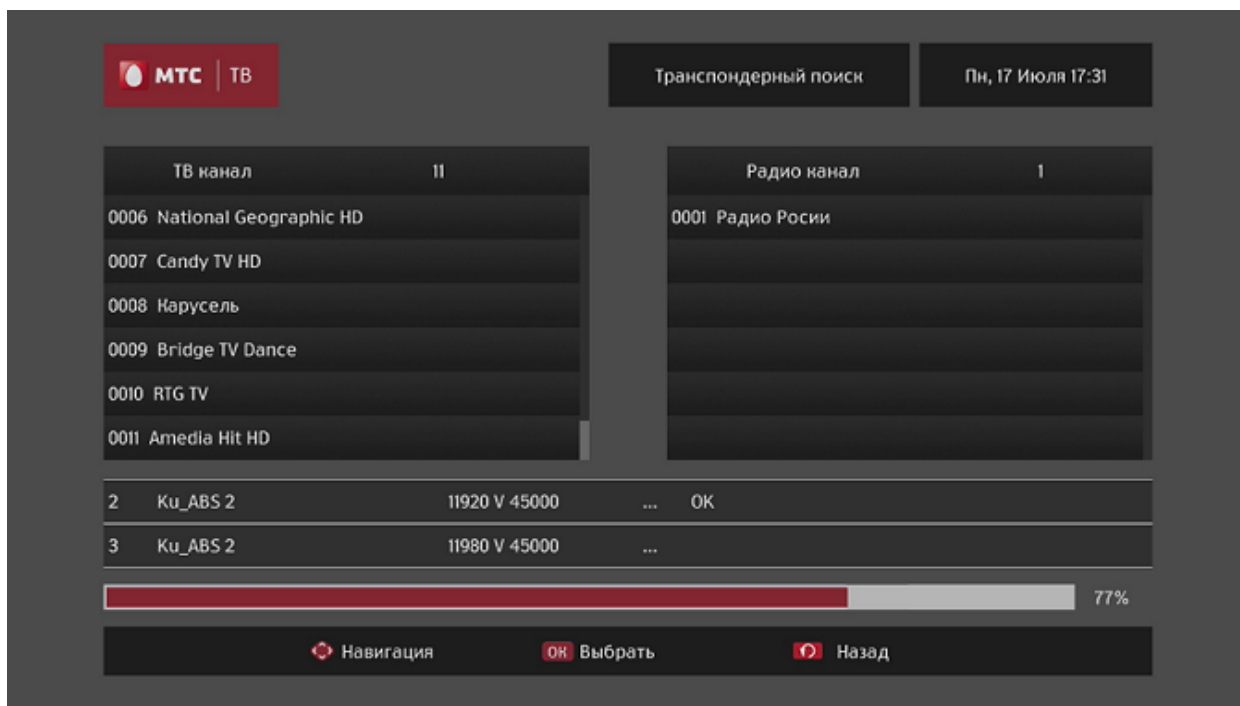 МТС ТВ
Транспондерный поиск
Пн, 17 Июля 17:31
ТВ канал 11
0006 National Geographic HD
0007 Candy TV HD
0008 Карусель
0009 Bridge TV Dance
0010 RTG TV
0011 Amedia Hit HD
Радио канал 1
0001 Радио Росии
2 Ku_ABS 2 11920 V 45000 ... OK
3 Ku_ABS 2 11980 V 45000 ...
77%
Навигация OK Выбрать Назад